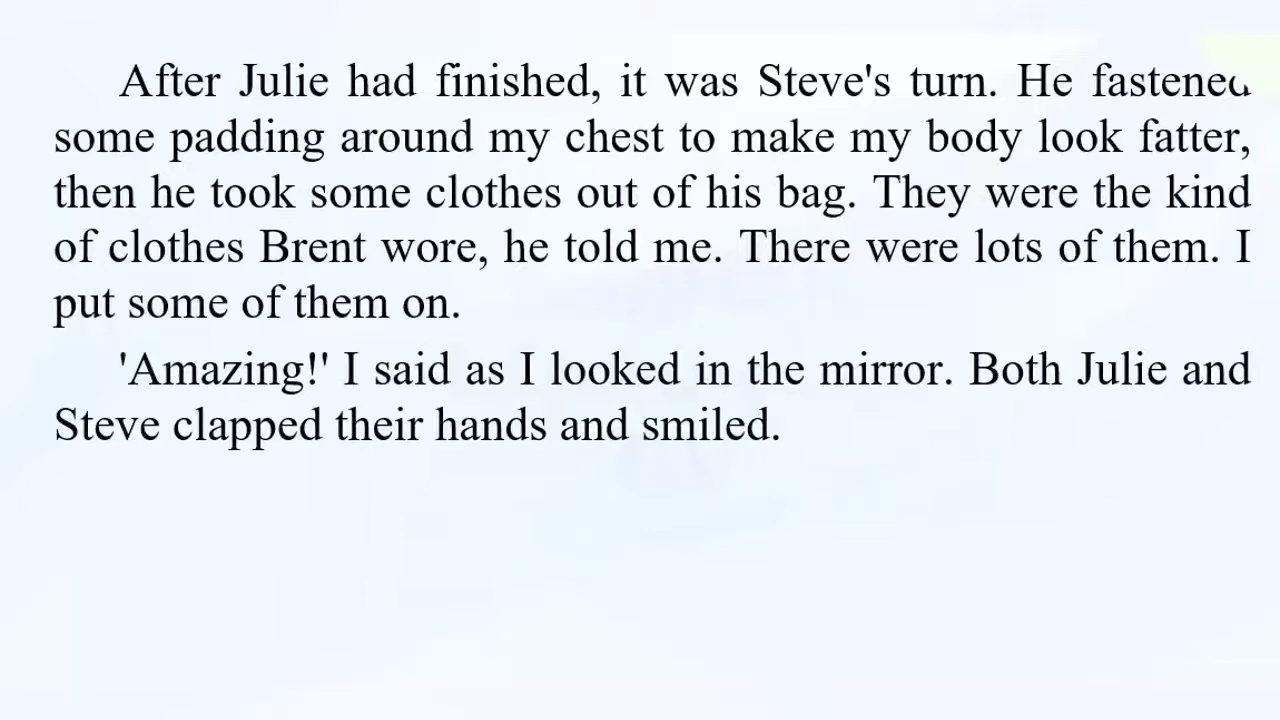 After Julie had finished, it was Steve's turn. He fastened
some padding around my chest to make my body look fatter,
then he took some clothes out of his bag. They were the kind
of clothes Brent wore, he told me. There were lots of them. I
put some of them on.
'Amazing!' I said as I looked in the mirror. Both Julie and
Steve clapped their hands and smiled.